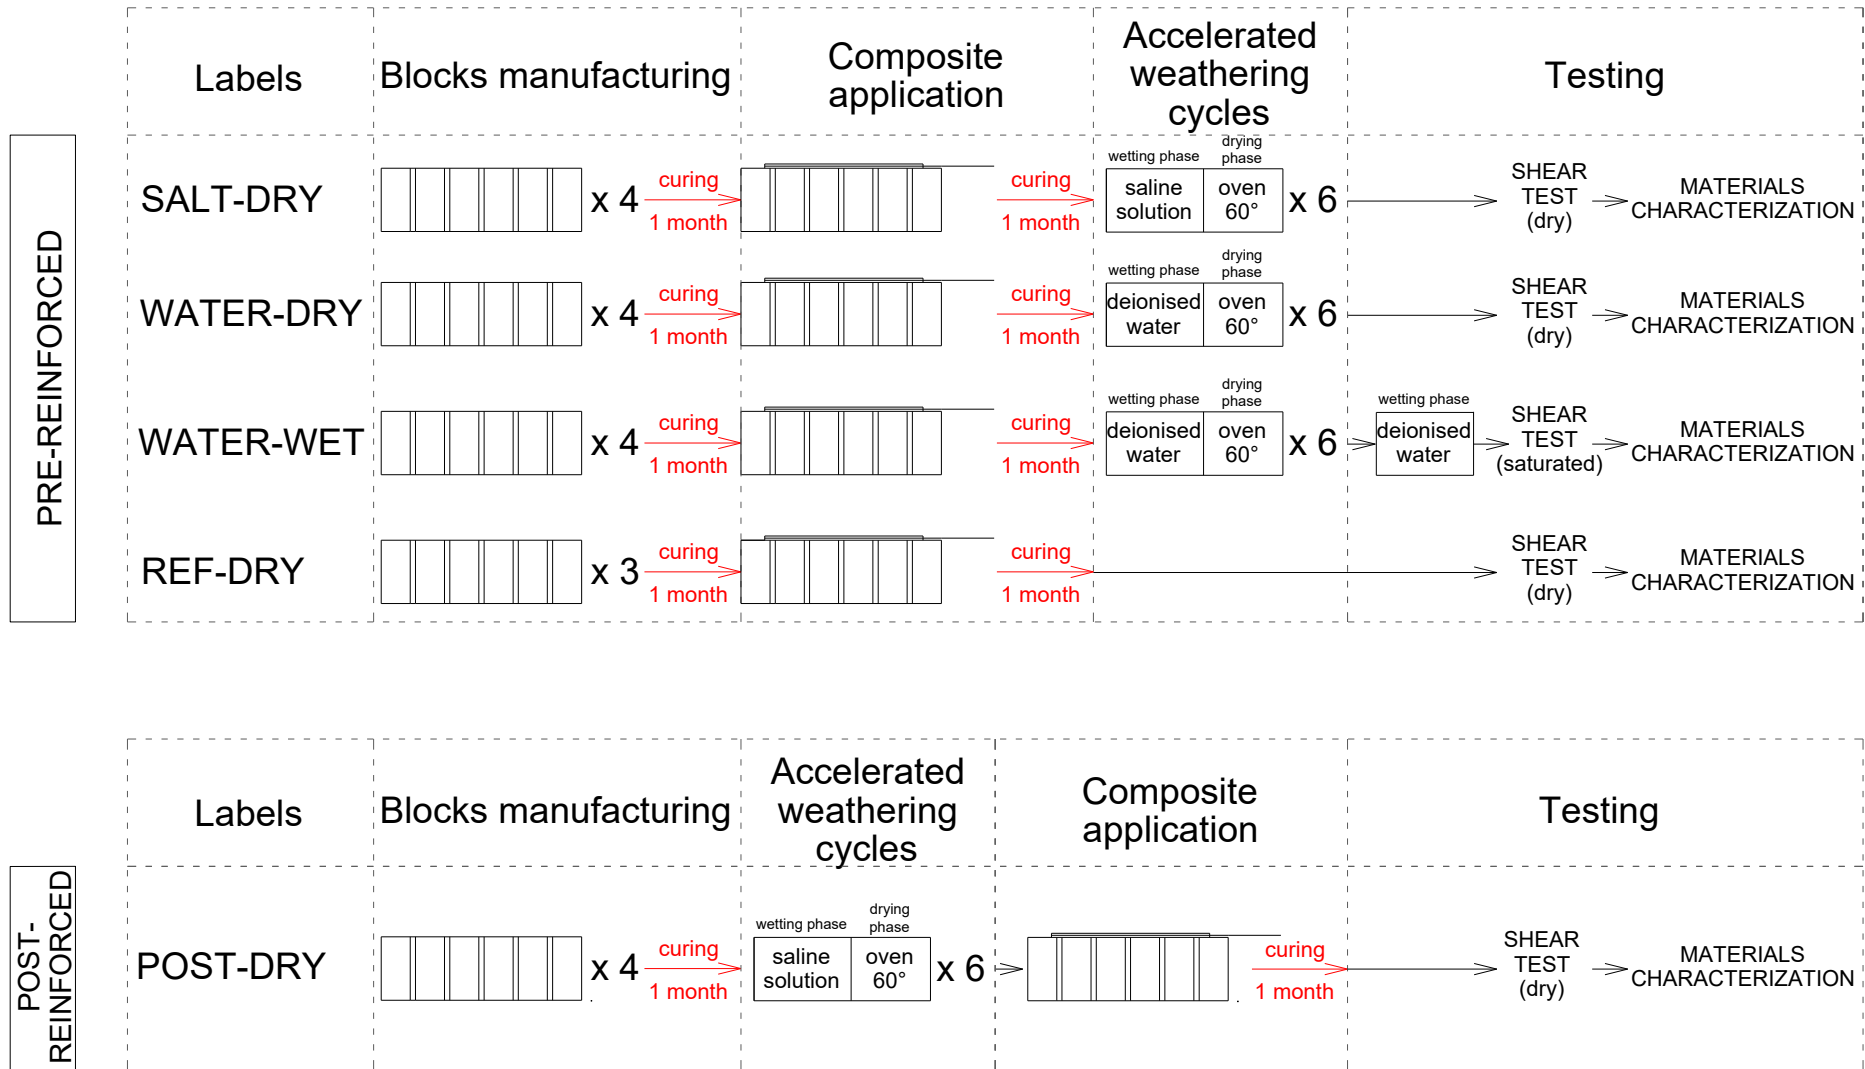 Labels
Blocks manufacturing
Composite
application
Accelerated
weathering
cycles
Testing
PRE-REINFORCED
SALT-DRY
x 4
curing
1 month
curing
1 month
wetting phase
drying
phase
saline
solution
oven
60°
x 6
SHEAR
TEST
(dry)
MATERIALS
CHARACTERIZATION
WATER-DRY
x 4
curing
1 month
curing
1 month
wetting phase
drying
phase
deionised
water
oven
60°
x 6
SHEAR
TEST
(dry)
MATERIALS
CHARACTERIZATION
WATER-WET
x 4
curing
1 month
curing
1 month
wetting phase
drying
phase
deionised
water
oven
60°
x 6
wetting phase
deionised
water
SHEAR
TEST
(saturated)
MATERIALS
CHARACTERIZATION
REF-DRY
x 3
curing
1 month
curing
1 month
SHEAR
TEST
(dry)
MATERIALS
CHARACTERIZATION
Labels
Blocks manufacturing
Accelerated
weathering
cycles
Composite
application
Testing
POST-
REINFORCED
POST-DRY
x 4
curing
1 month
wetting phase
drying
phase
saline
solution
oven
60°
x 6
curing
1 month
SHEAR
TEST
(dry)
MATERIALS
CHARACTERIZATION